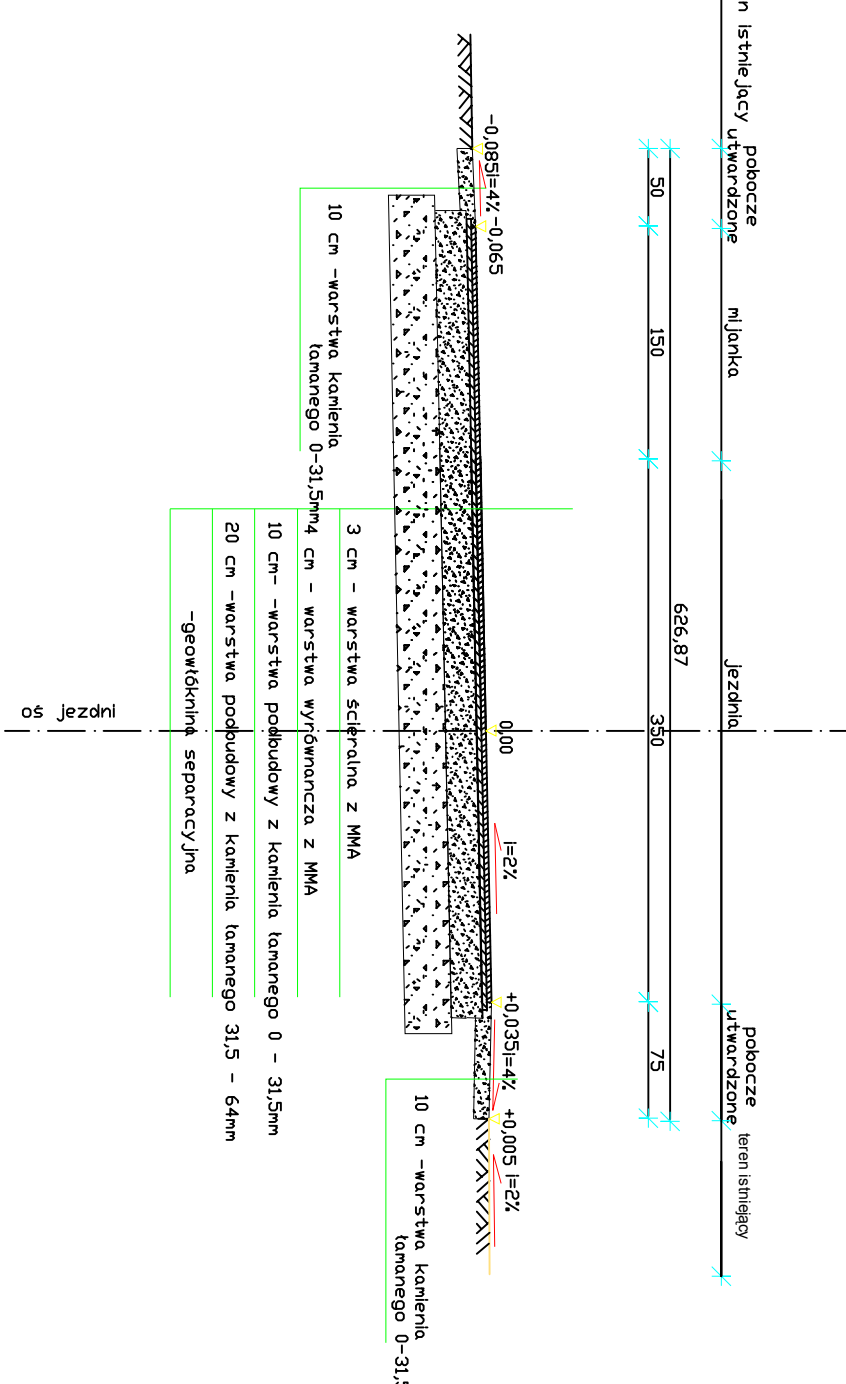 n istniejący
pobocze
utwardzone
mijanka
jezdnia
pobocze
utwardzone
teren istniejący
626,87
50
150
350
75
-0,085
i=4%
-0,065
0,00
i=2%
+0,035
i=4%
+0,005
i=2%
10 cm -warstwa kamienia
łamanego 0-31,5mm
3 cm - warstwa ścieralna z MMA
4 cm - warstwa wyrównancza z MMA
10 cm- -warstwa podbudowy z kamienia łamanego 0 - 31,5mm
20 cm -warstwa podbudowy z kamienia łamanego 31,5 - 64mm
-geowłóknina separacyjna
oś jezdni
10 cm -warstwa kamienia
łamanego 0-31,5